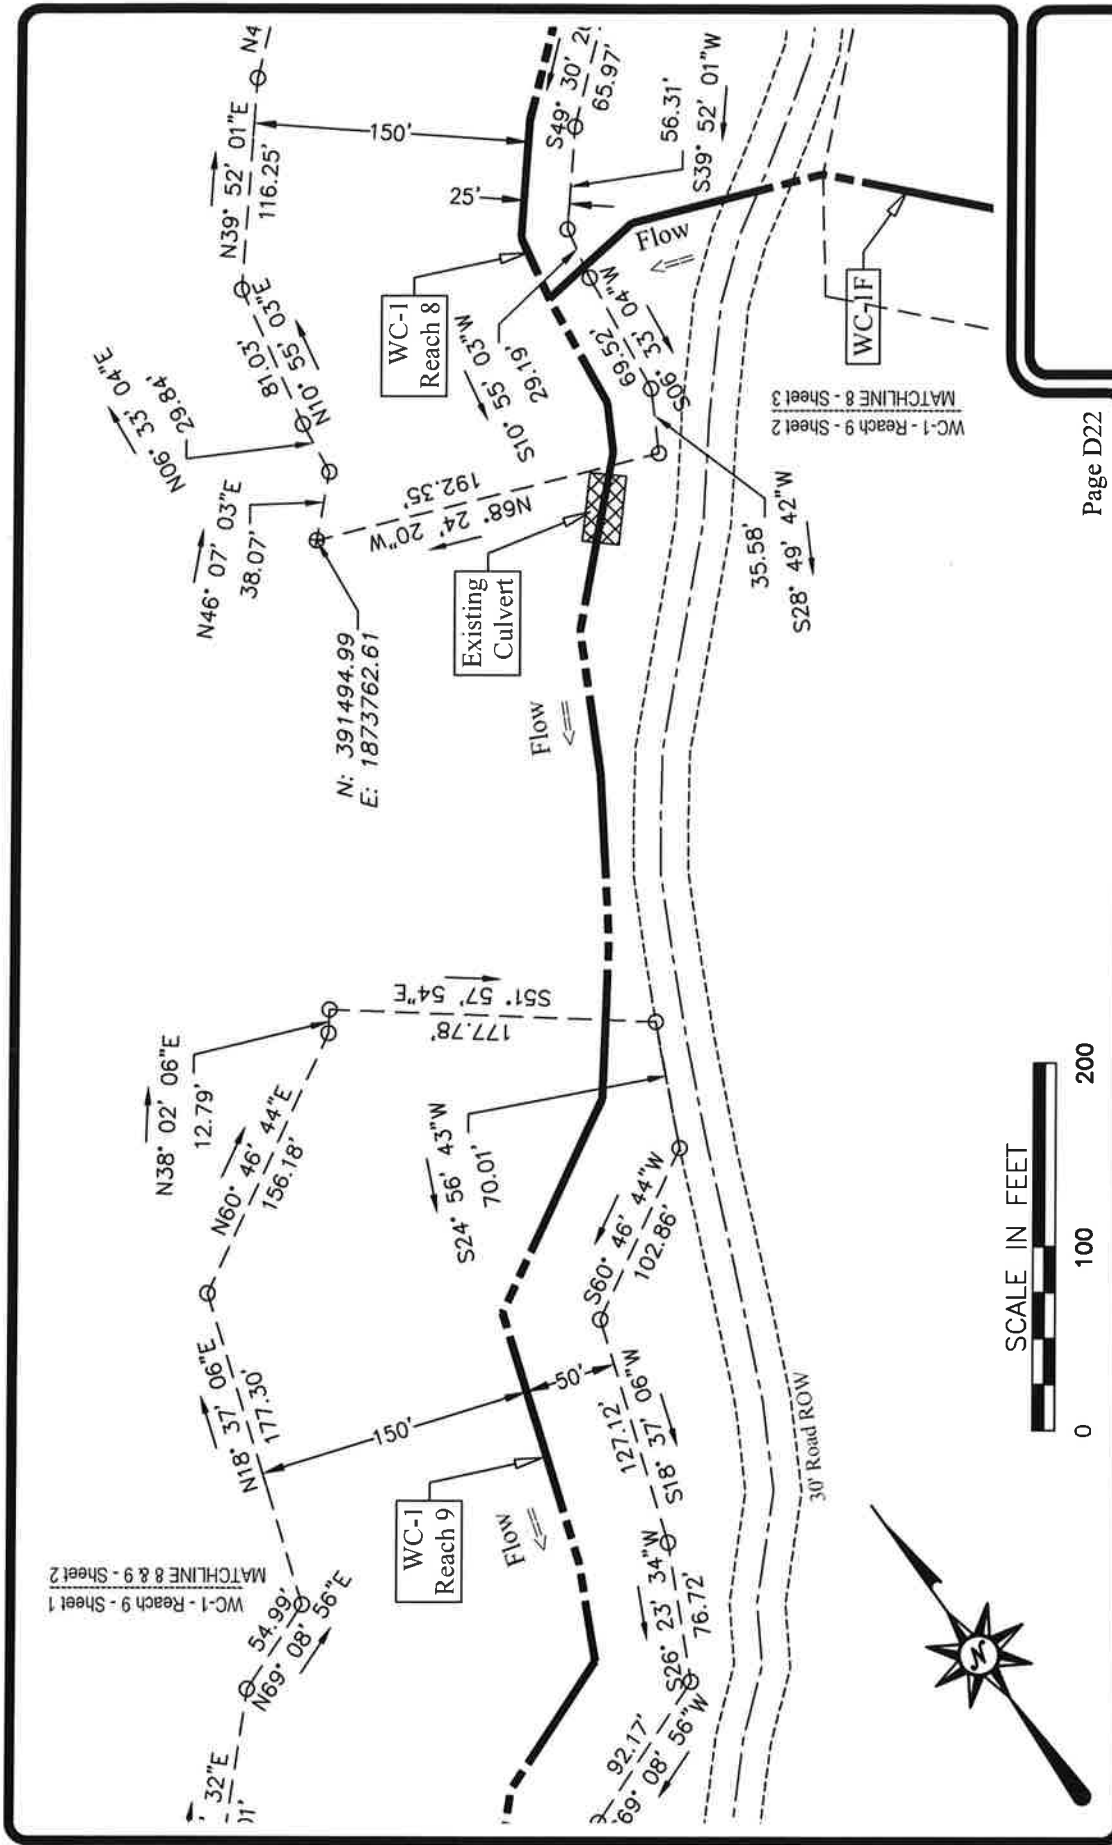 N4
N39° 52' 01"E
116.25'
150'
25'
S49° 30' 2
65.97'
56.31'
S39° 52' 01"W
Flow
WC-1
Reach 8
N10° 55' 03"E
81.03'
N06° 33' 04"E
29.84'
N46° 07' 03"E
38.07'
S10° 55' 03"W
29.19'
69.52'
S06° 33' 04"W
WC-1F
WC-1 - Reach 9 - Sheet 2
MATCHLINE 8 - Sheet 3
192.35'
N68° 24' 20"W
35.58'
S28° 49' 42"W
N: 391494.99
E: 1873762.61
Existing
Culvert
Flow
S51° 57' 54"E
177.78'
N38° 02' 06"E
12.79'
N60° 46' 44"E
156.18'
S24° 56' 43"W
70.01'
S60° 46' 44"W
102.86'
N18° 37' 06"E
177.30'
150'
50'
127.12'
S18° 37' 06"W
WC-1
Reach 9
Flow
WC-1 - Reach 9 - Sheet 1
MATCHLINE 8 & 9 - Sheet 2
54.99'
N69° 08' 56"E
S26° 23' 34"W
76.72'
92.17'
69° 08' 56"W
' 32"E
01'
30' Road ROW
SCALE IN FEET
0 100 200
N
Page D22